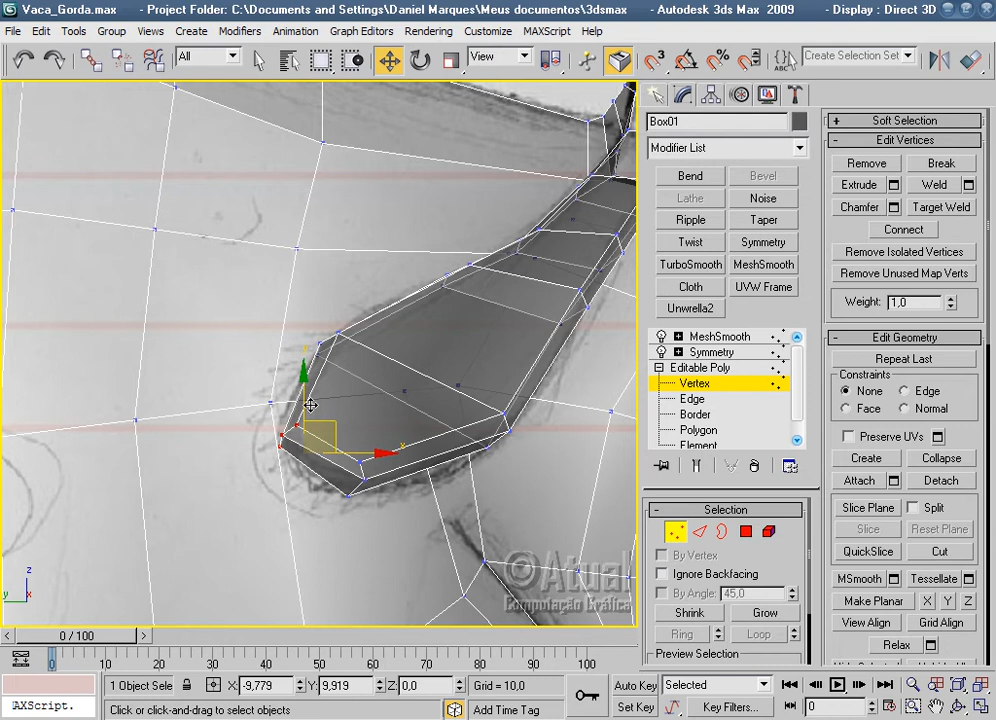 Vaca_Gorda.max - Project Folder: C:\Documents and Settings\Daniel Marques\Meus documentos\3dsmax - Autodesk 3ds Max 2009 - Display : Direct 3D
File Edit Tools Group Views Create Modifiers Animation Graph Editors Rendering Customize MAXScript Help
All View Create Selection Set
Box01
Modifier List
Bend Bevel
Lathe Noise
Ripple Taper
Twist Symmetry
TurboSmooth MeshSmooth
Cloth UVW Frame
Unwrella2
MeshSmooth
Symmetry
Editable Poly
Vertex
Edge
Border
Polygon
Element
Selection
By Vertex
Ignore Backfacing
By Angle: 45,0
Shrink Grow
Ring Loop
Preview Selection
Soft Selection
Edit Vertices
Remove Break
Extrude Weld
Chamfer Target Weld
Connect
Remove Isolated Vertices
Remove Unused Map Verts
Weight: 1,0
Edit Geometry
Repeat Last
Constraints
None Edge
Face Normal
Preserve UVs
Create Collapse
Attach Detach
Slice Plane Split
Slice Reset Plane
QuickSlice Cut
MSmooth Tessellate
Make Planar X Y Z
View Align Grid Align
Relax
x
z
y x
©Atual
Computação Gráfica
< 0 / 100 >
0 10 20 30 40 50 60 70 80 90 100
1 Object Sele X: -9,779 Y: 9,919 Z: 0,0 Grid = 10,0
Auto Key Selected
AXScript. Click or click-and-drag to select objects Add Time Tag
Set Key Key Filters... 0